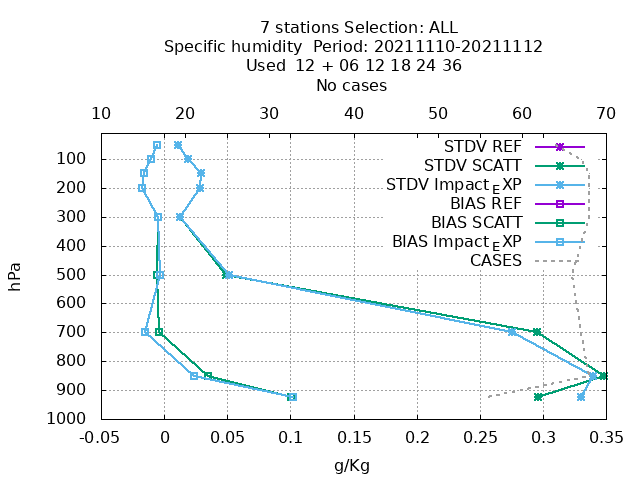 7 stations Selection: ALL
Specific humidity  Period: 20211110-20211112
Used  12 + 06 12 18 24 36
No cases
10 20 30 40 50 60 70
STDV REF
STDV SCATT
STDV Impact_EXP
BIAS REF
BIAS SCATT
BIAS Impact_EXP
CASES
100
200
300
400
500
600
700
800
900
1000
hPa
-0.05 0 0.05 0.1 0.15 0.2 0.25 0.3 0.35
g/Kg